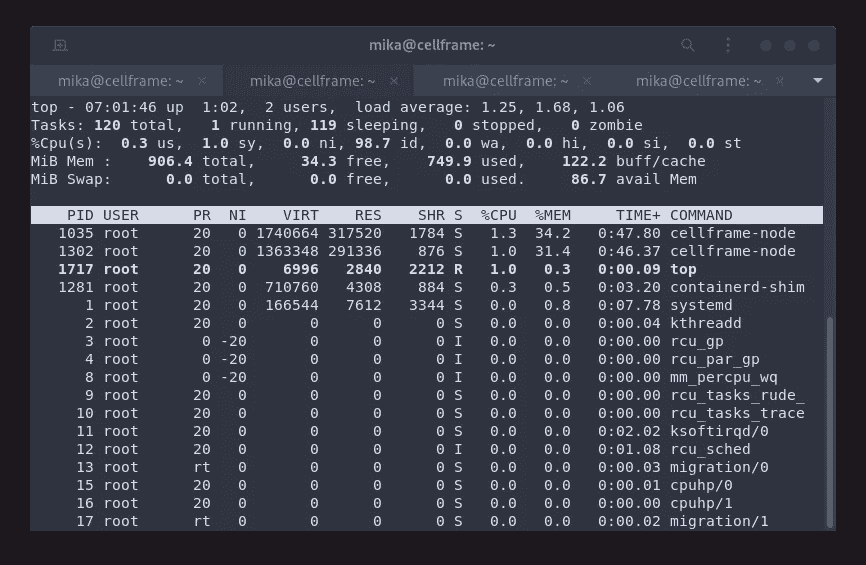 mika@cellframe: ~
mika@cellframe: ~ × mika@cellframe: ~ × mika@cellframe: ~ × mika@cellframe: ~ ×
top - 07:01:46 up  1:02,  2 users,  load average: 1.25, 1.68, 1.06
Tasks: 120 total,   1 running, 119 sleeping,   0 stopped,   0 zombie
%Cpu(s):  0.3 us,  1.0 sy,  0.0 ni, 98.7 id,  0.0 wa,  0.0 hi,  0.0 si,  0.0 st
MiB Mem :    906.4 total,     34.3 free,    749.9 used,    122.2 buff/cache
MiB Swap:      0.0 total,      0.0 free,      0.0 used.     86.7 avail Mem
PID USER      PR  NI    VIRT    RES    SHR S  %CPU  %MEM     TIME+ COMMAND
1035 root      20   0 1740664 317520   1784 S   1.3  34.2   0:47.80 cellframe-node
1302 root      20   0 1363348 291336    876 S   1.0  31.4   0:46.37 cellframe-node
1717 root      20   0    6996   2840   2212 R   1.0   0.3   0:00.09 top
1281 root      20   0  710760   4308    884 S   0.3   0.5   0:03.20 containerd-shim
1 root      20   0  166544   7612   3344 S   0.0   0.8   0:07.78 systemd
2 root      20   0       0      0      0 S   0.0   0.0   0:00.04 kthreadd
3 root       0 -20       0      0      0 I   0.0   0.0   0:00.00 rcu_gp
4 root       0 -20       0      0      0 I   0.0   0.0   0:00.00 rcu_par_gp
8 root       0 -20       0      0      0 I   0.0   0.0   0:00.00 mm_percpu_wq
9 root      20   0       0      0      0 S   0.0   0.0   0:00.00 rcu_tasks_rude_
10 root      20   0       0      0      0 S   0.0   0.0   0:00.00 rcu_tasks_trace
11 root      20   0       0      0      0 S   0.0   0.0   0:02.02 ksoftirqd/0
12 root      20   0       0      0      0 I   0.0   0.0   0:01.08 rcu_sched
13 root      rt   0       0      0      0 S   0.0   0.0   0:00.03 migration/0
15 root      20   0       0      0      0 S   0.0   0.0   0:00.01 cpuhp/0
16 root      20   0       0      0      0 S   0.0   0.0   0:00.00 cpuhp/1
17 root      rt   0       0      0      0 S   0.0   0.0   0:00.02 migration/1